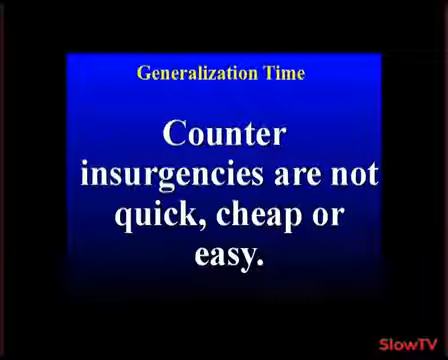 Generalization Time
Counter
insurgencies are not
quick, cheap or
easy.
SlowTV